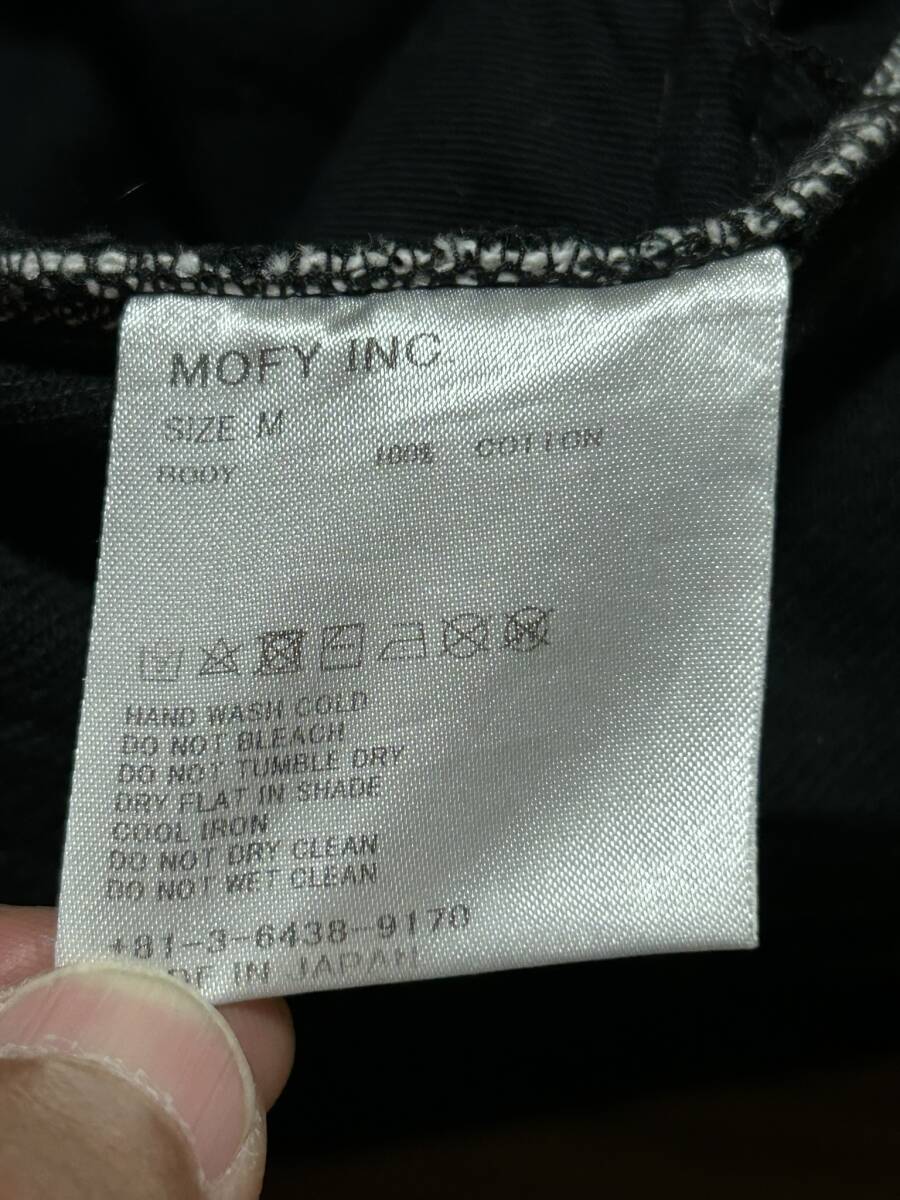 MOFY INC.
SIZE M
BODY 100% COTTON
HAND WASH COLD
DO NOT BLEACH
DO NOT TUMBLE DRY
DRY FLAT IN SHADE
COOL IRON
DO NOT DRY CLEAN
DO NOT WET CLEAN
+81-3-6438-9170
DE IN JAPAN